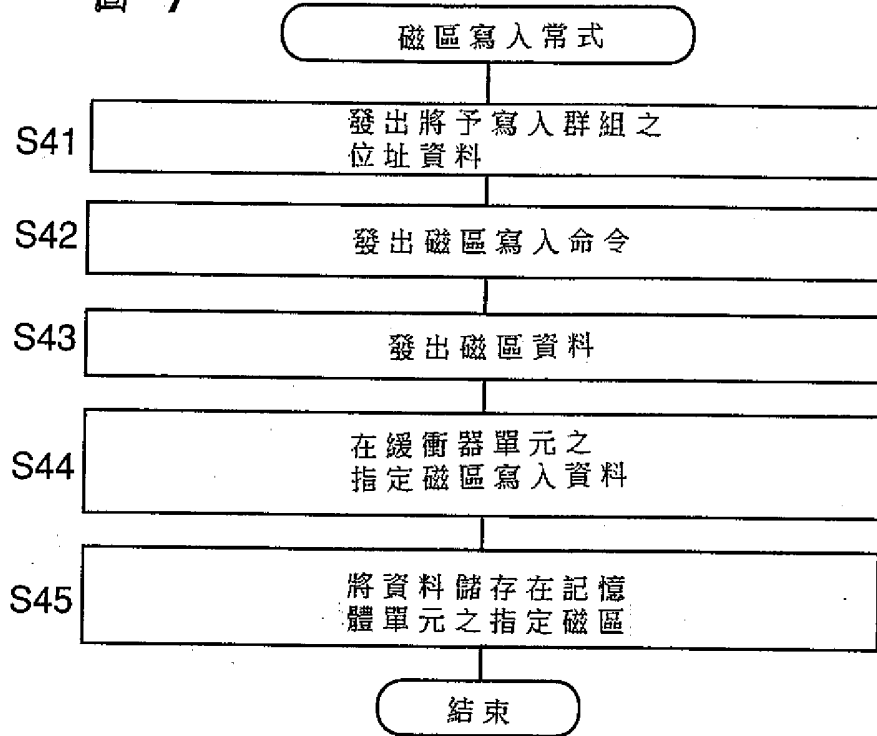 圖 7
磁區寫入常式
S41
發出將予寫入群組之
位址資料
S42
發出磁區寫入命令
S43
發出磁區資料
S44
在緩衝器單元之
指定磁區寫入資料
S45
將資料儲存在記憶
體單元之指定磁區
結束